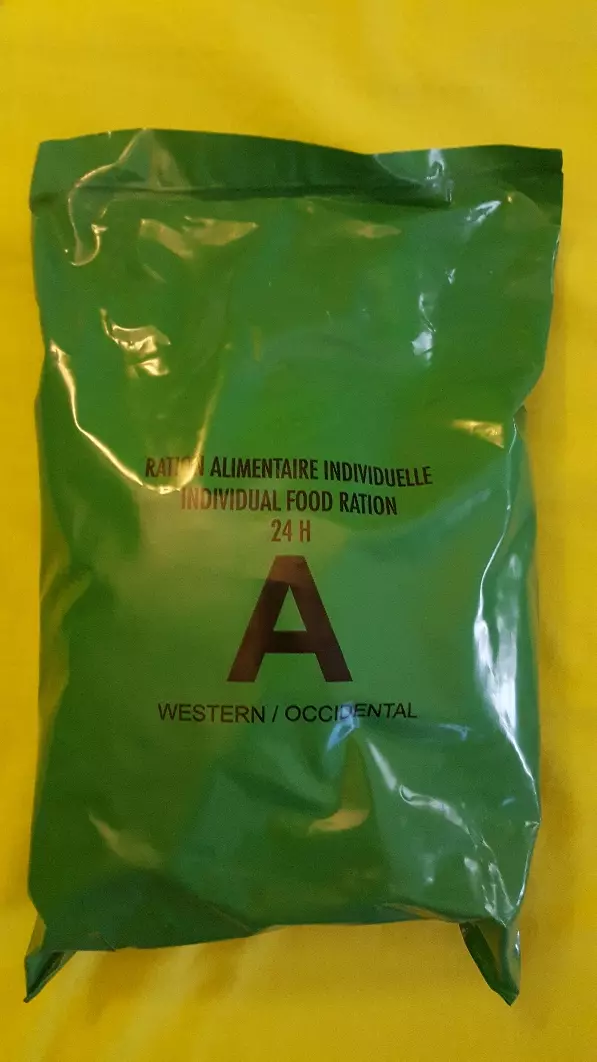 RATION ALIMENTAIRE INDIVIDUELLE
INDIVIDUAL FOOD RATION
24 H
A
WESTERN / OCCIDENTAL